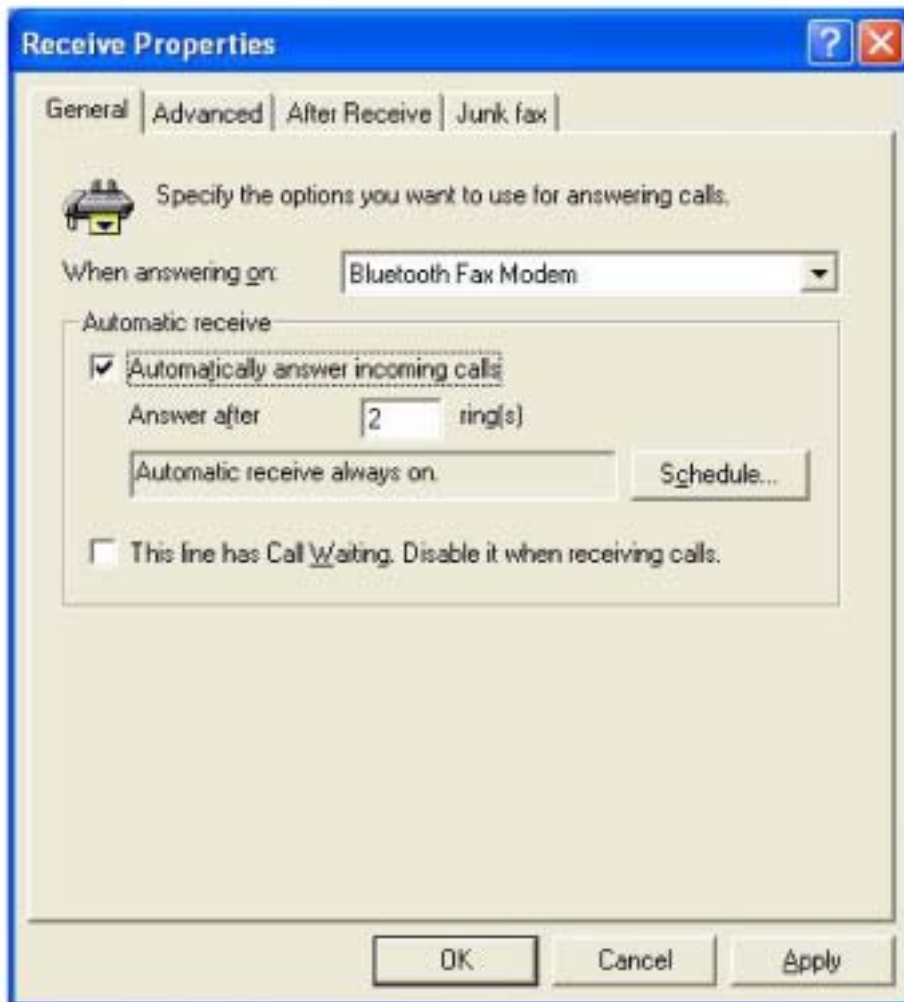 Receive Properties
General Advanced After Receive Junk fax
Specify the options you want to use for answering calls.
When answering on: Bluetooth Fax Modem
Automatic receive
Automatically answer incoming calls
Answer after 2 ring(s)
Automatic receive always on. Schedule...
This line has Call Waiting. Disable it when receiving calls.
OK Cancel Apply